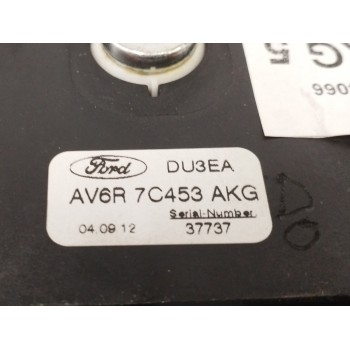 Ford DU3EA
AV6R 7C453 AKG
Serial-Number
04.09.12 37737